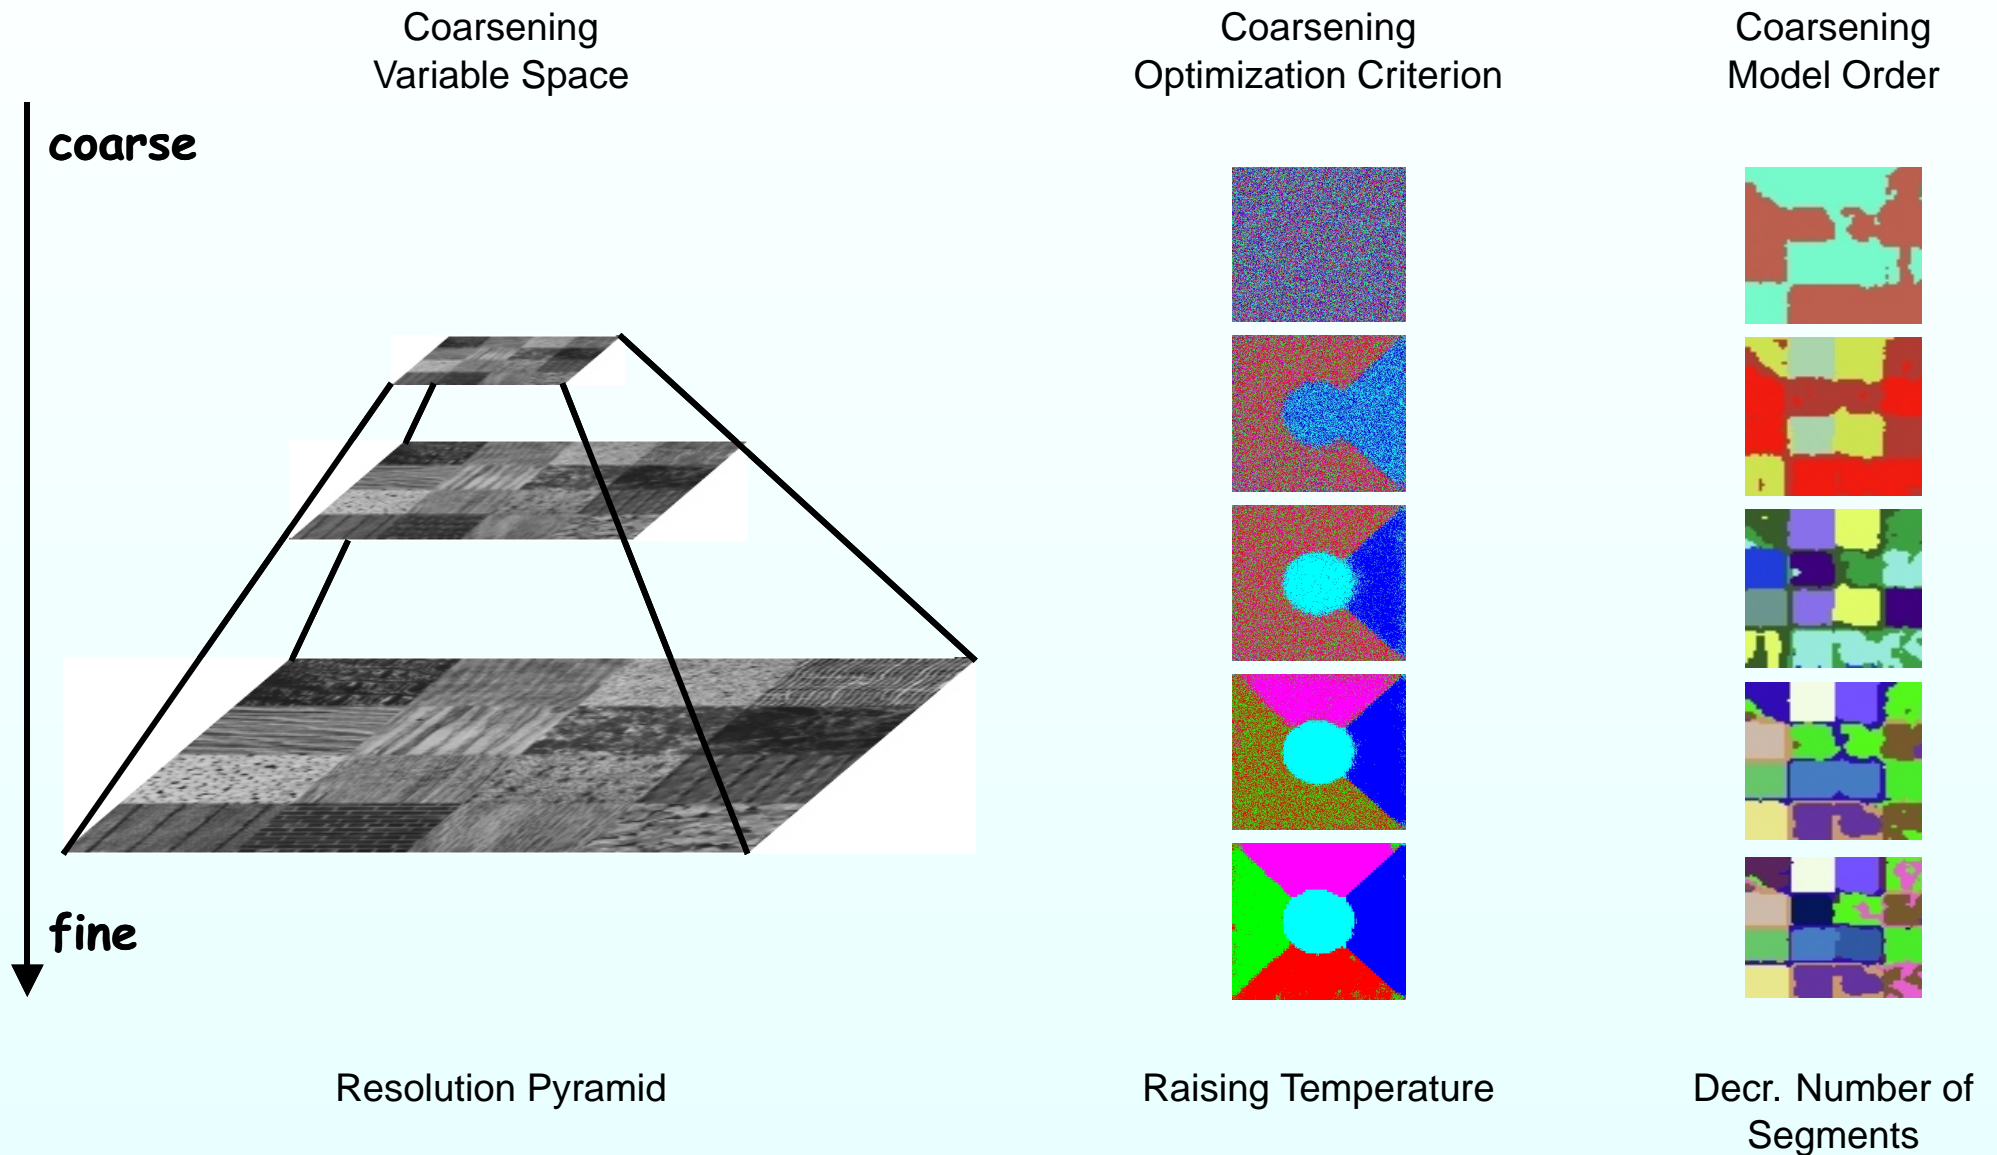 Coarsening
Variable Space
Coarsening
Optimization Criterion
Coarsening
Model Order
coarse
fine
Resolution Pyramid
Raising Temperature
Decr. Number of
Segments